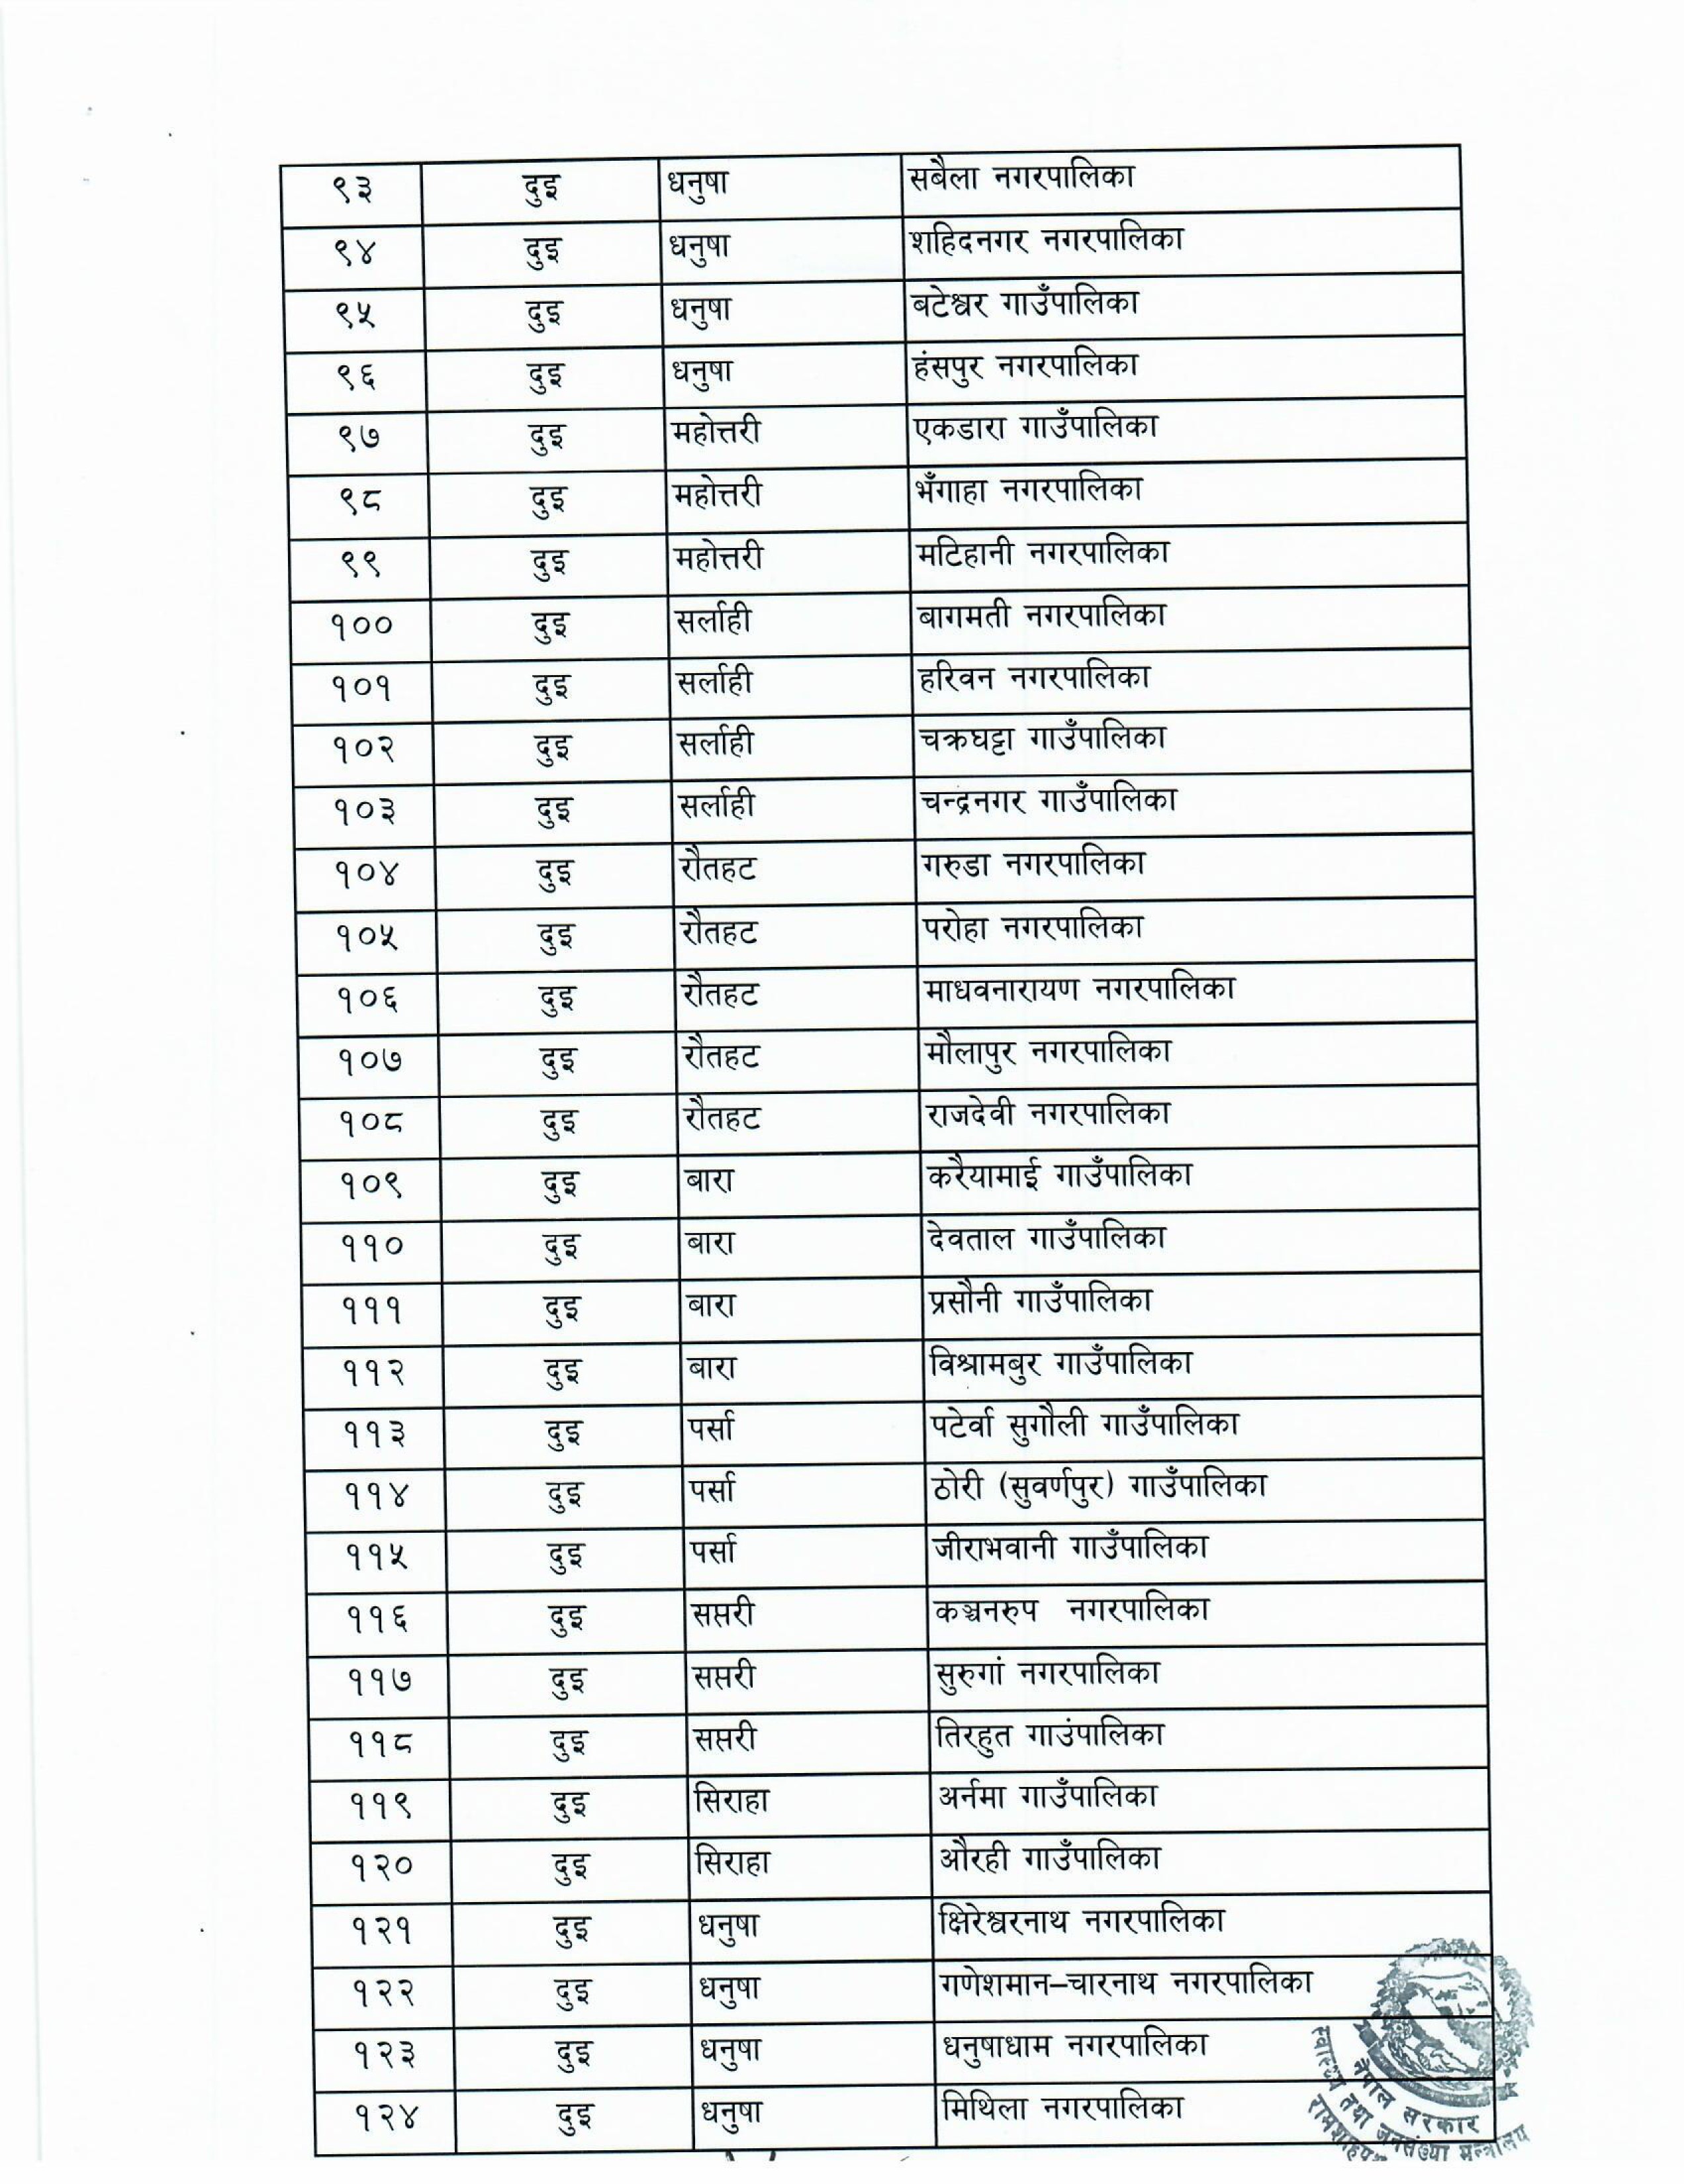 ९३ दुइ धनुषा सबैला नगरपालिका
९४ दुइ धनुषा शहिदनगर नगरपालिका
९५ दुइ धनुषा बटेश्वर गाउँपालिका
९६ दुइ धनुषा हंसपुर नगरपालिका
९७ दुइ महोत्तरी एकडारा गाउँपालिका
९८ दुइ महोत्तरी भँगाहा नगरपालिका
९९ दुइ महोत्तरी मटिहानी नगरपालिका
१०० दुइ सर्लाही बागमती नगरपालिका
१०१ दुइ सर्लाही हरिवन नगरपालिका
१०२ दुइ सर्लाही चक्रघट्टा गाउँपालिका
१०३ दुइ सर्लाही चन्द्रनगर गाउँपालिका
१०४ दुइ रौतहट गरुडा नगरपालिका
१०५ दुइ रौतहट परोहा नगरपालिका
१०६ दुइ रौतहट माधवनारायण नगरपालिका
१०७ दुइ रौतहट मौलापुर नगरपालिका
१०८ दुइ रौतहट राजदेवी नगरपालिका
१०९ दुइ बारा करैयामाई गाउँपालिका
११० दुइ बारा देवताल गाउँपालिका
१११ दुइ बारा प्रसौनी गाउँपालिका
११२ दुइ बारा विश्रामबुर गाउँपालिका
११३ दुइ पर्सा पटेर्वा सुगौली गाउँपालिका
११४ दुइ पर्सा ठोरी (सुवर्णपुर) गाउँपालिका
११५ दुइ पर्सा जीराभवानी गाउँपालिका
११६ दुइ सप्तरी कञ्चनरुप नगरपालिका
११७ दुइ सप्तरी सुरुगां नगरपालिका
११८ दुइ सप्तरी तिरहुत गाउंपालिका
११९ दुइ सिराहा अर्नमा गाउँपालिका
१२० दुइ सिराहा औरही गाउँपालिका
१२१ दुइ धनुषा क्षिरेश्वरनाथ नगरपालिका
१२२ दुइ धनुषा गणेशमान–चारनाथ नगरपालिका
१२३ दुइ धनुषा धनुषाधाम नगरपालिका
१२४ दुइ धनुषा मिथिला नगरपालिका
नेपाल सरकार
स्वास्थ्य तथा जनसंख्या मन्त्रालय